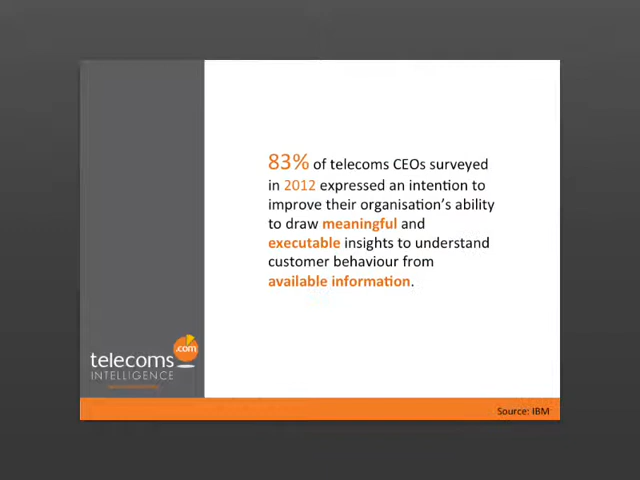 83% of telecoms CEOs surveyed
in 2012 expressed an intention to
improve their organisation's ability
to draw meaningful and
executable insights to understand
customer behaviour from
available information.
telecoms.com
INTELLIGENCE
Source: IBM